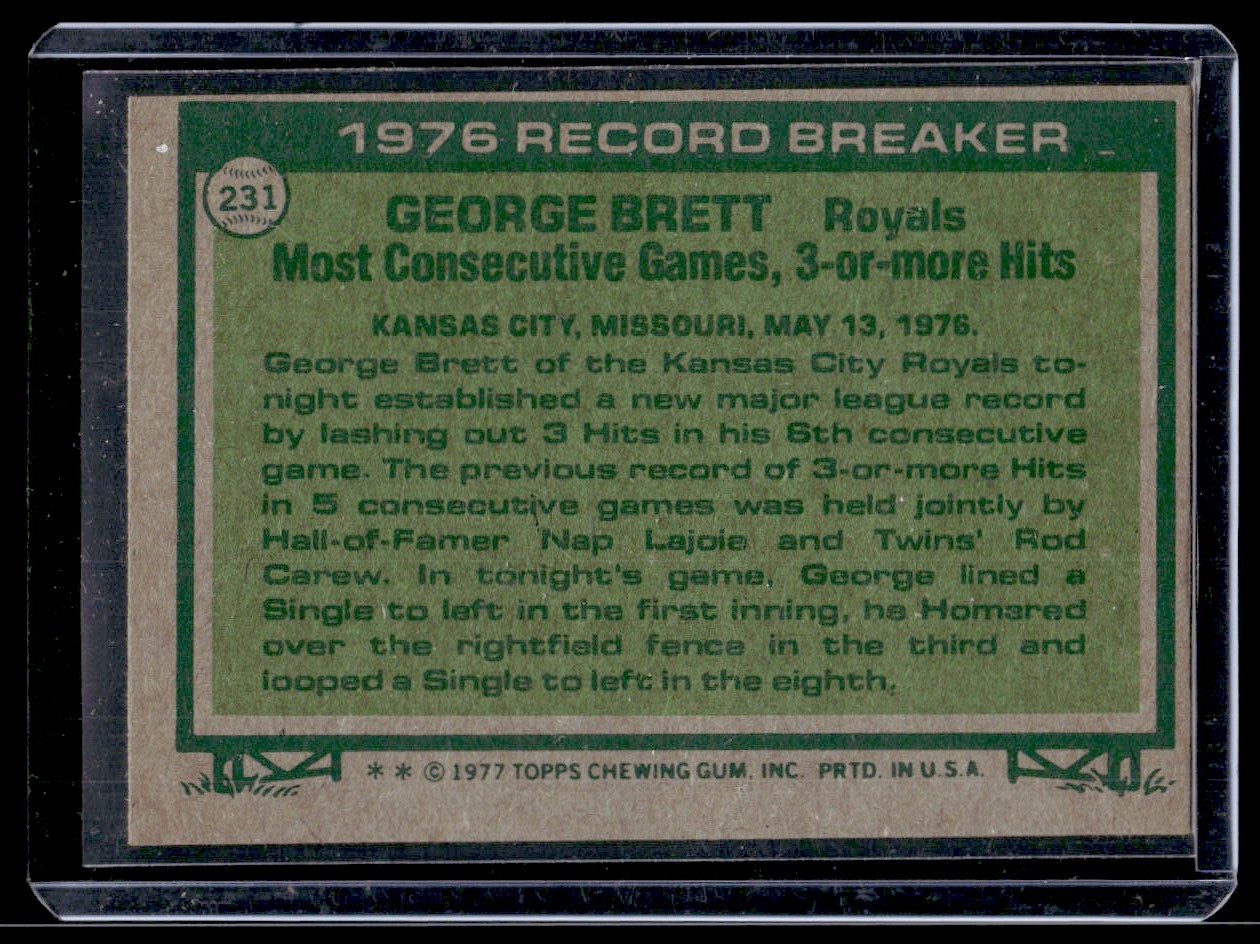 1976 RECORD BREAKER
231
GEORGE BRETT Royals
Most Consecutive Games, 3-or-more Hits
KANSAS CITY, MISSOURI, MAY 13, 1976.
George Brett of the Kansas City Royals to-
night established a new major league record
by lashing out 3 Hits in his 6th consecutive
game. The previous record of 3-or-more Hits
in 5 consecutive games was held jointly by
Hall-of-Famer Nap Lajoie and Twins' Rod
Carew. In tonight's game, George lined a
Single to left in the first inning, he Homered
over the rightfield fence in the third and
looped a Single to left in the eighth.
** © 1977 TOPPS CHEWING GUM, INC. PRTD. IN U.S.A.